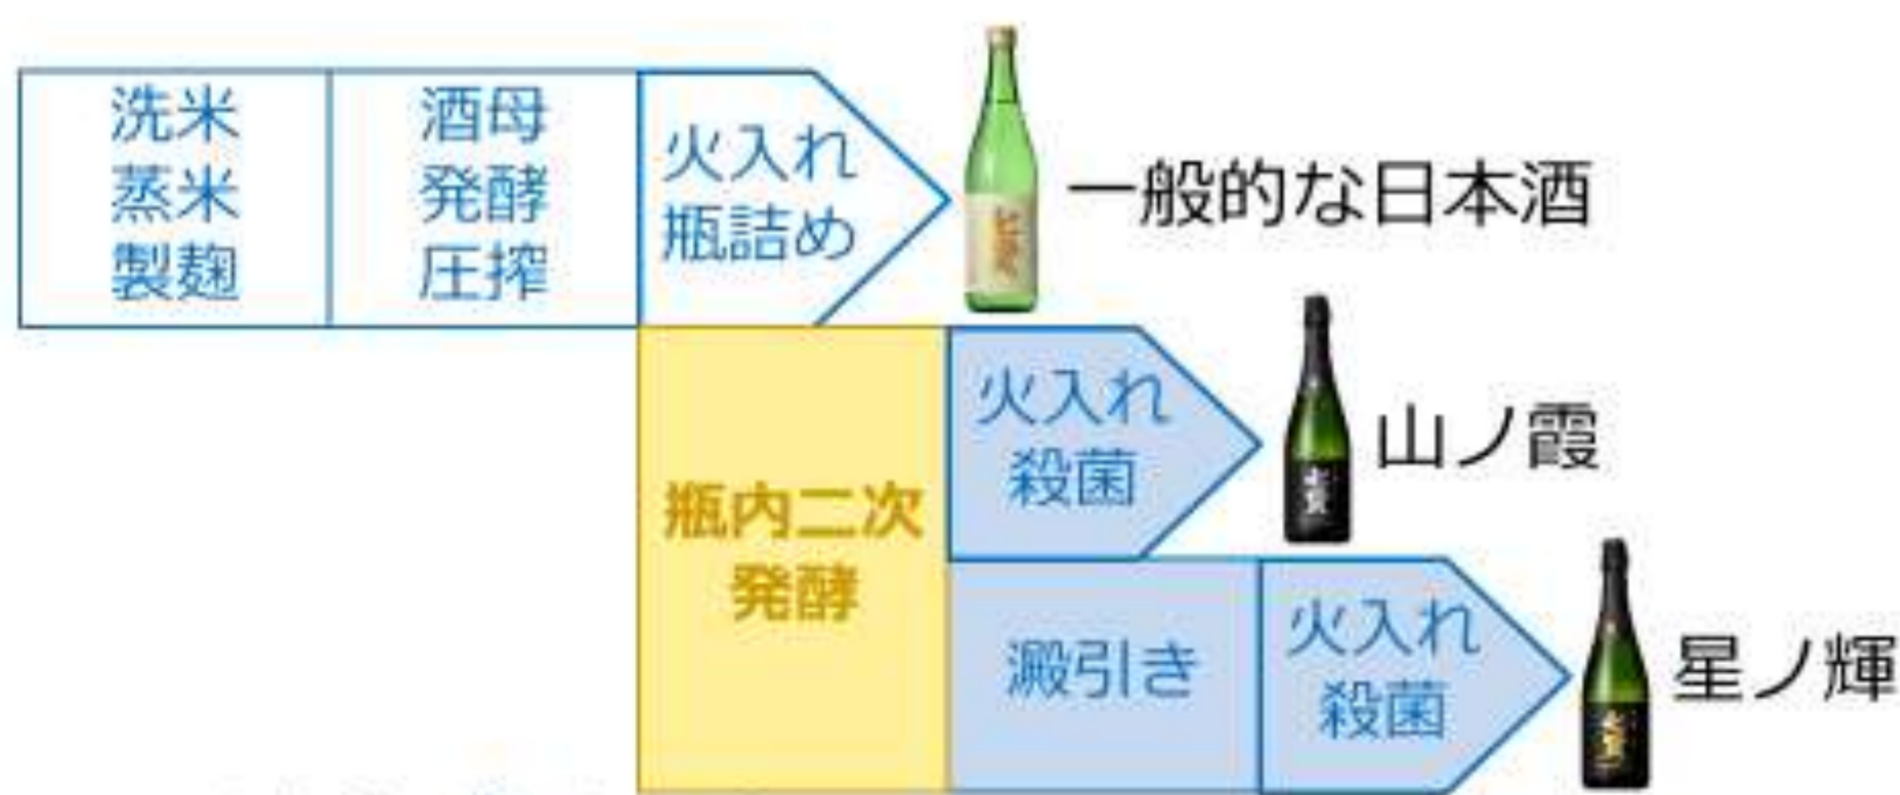 洗米
蒸米
製麹
酒母
発酵
圧搾
火入れ
瓶詰め
一般的な日本酒
瓶内二次
発酵
火入れ
殺菌
山ノ霞
澱引き
火入れ
殺菌
星ノ輝